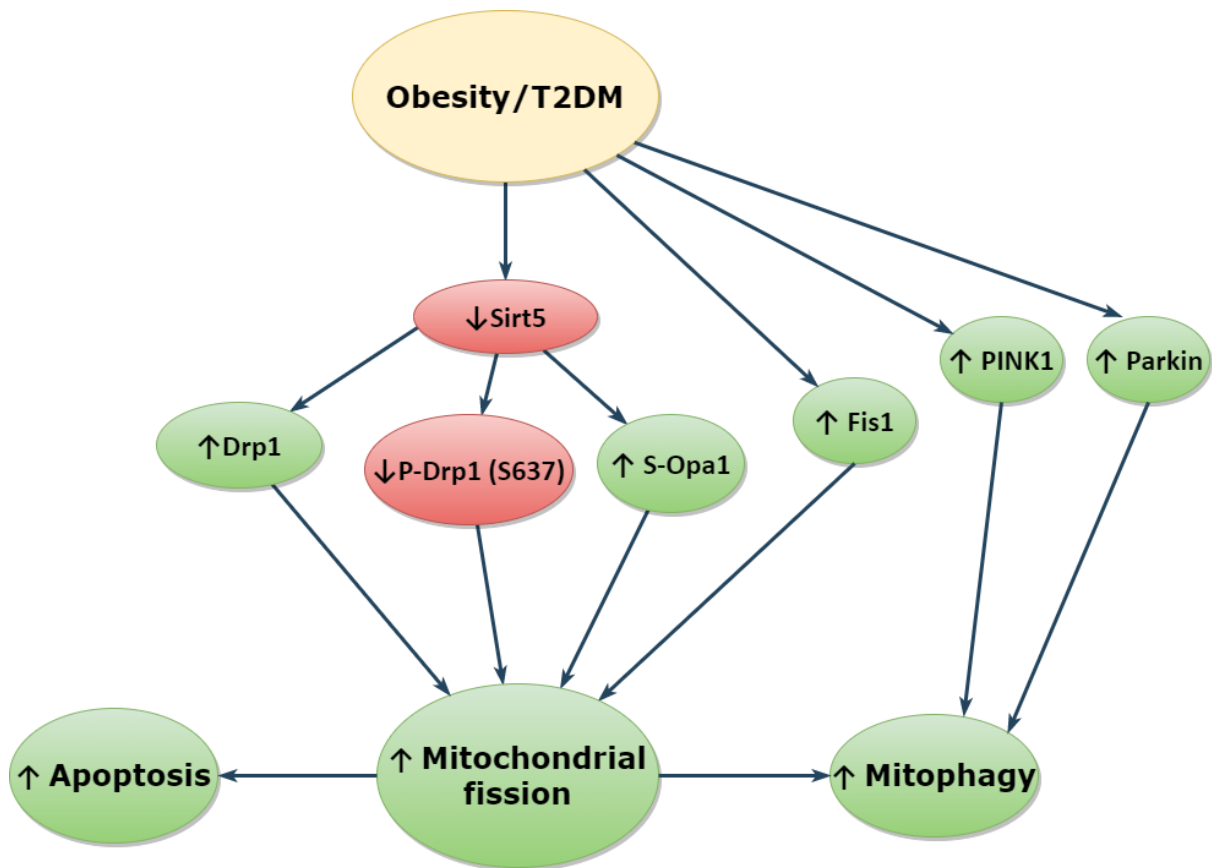 Obesity/T2DM
↓Sirt5
↑ PINK1
↑ Parkin
↑Drp1
↓P-Drp1 (S637)
↑ S-Opa1
↑ Fis1
↑ Apoptosis
↑ Mitochondrial
fission
↑ Mitophagy